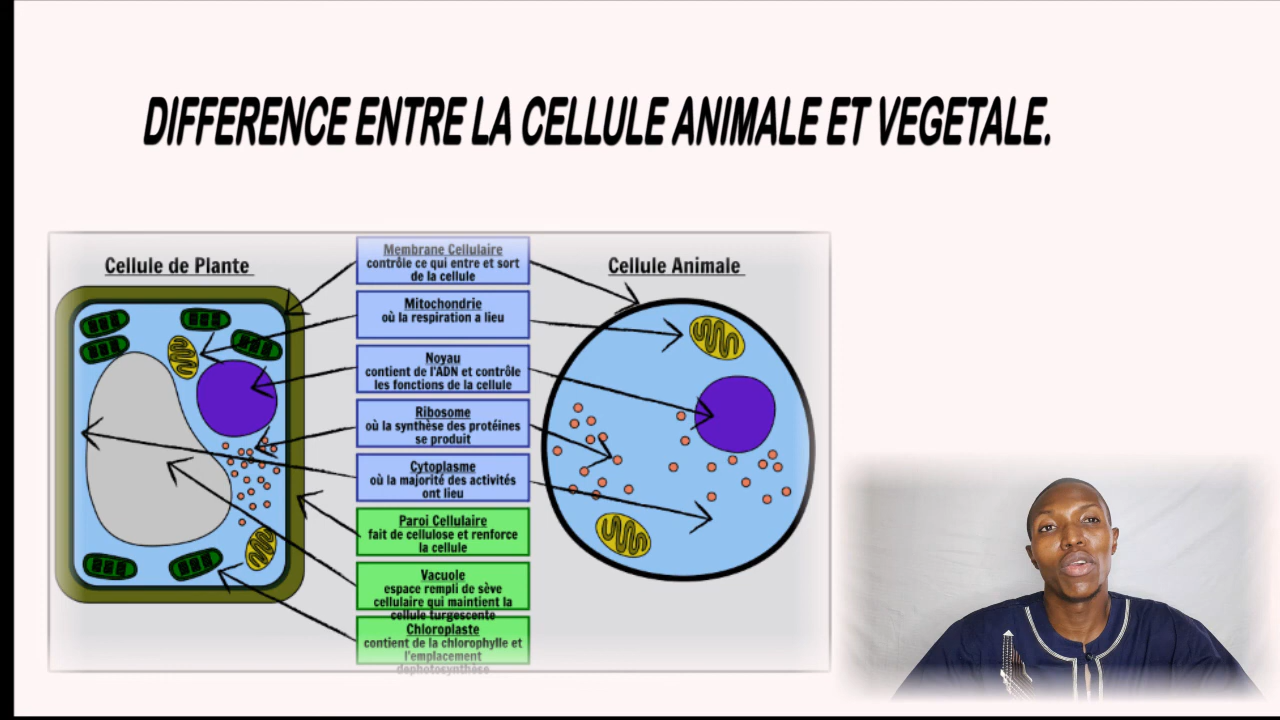 DIFFERENCE ENTRE LA CELLULE ANIMALE ET VEGETALE.
Cellule de Plante
Cellule Animale
Membrane Cellulaire
contrôle ce qui entre et sort
de la cellule
Mitochondrie
où la respiration a lieu
Noyau
contient de l'ADN et contrôle
les fonctions de la cellule
Ribosome
où la synthèse des protéines
se produit
Cytoplasme
où la majorité des activités
ont lieu
Paroi Cellulaire
fait de cellulose et renforce
la cellule
Vacuole
espace rempli de sève
cellulaire qui maintient la
cellule turgescente
Chloroplaste
contient de la chlorophylle et
l'emplacement
dephotosynthèse